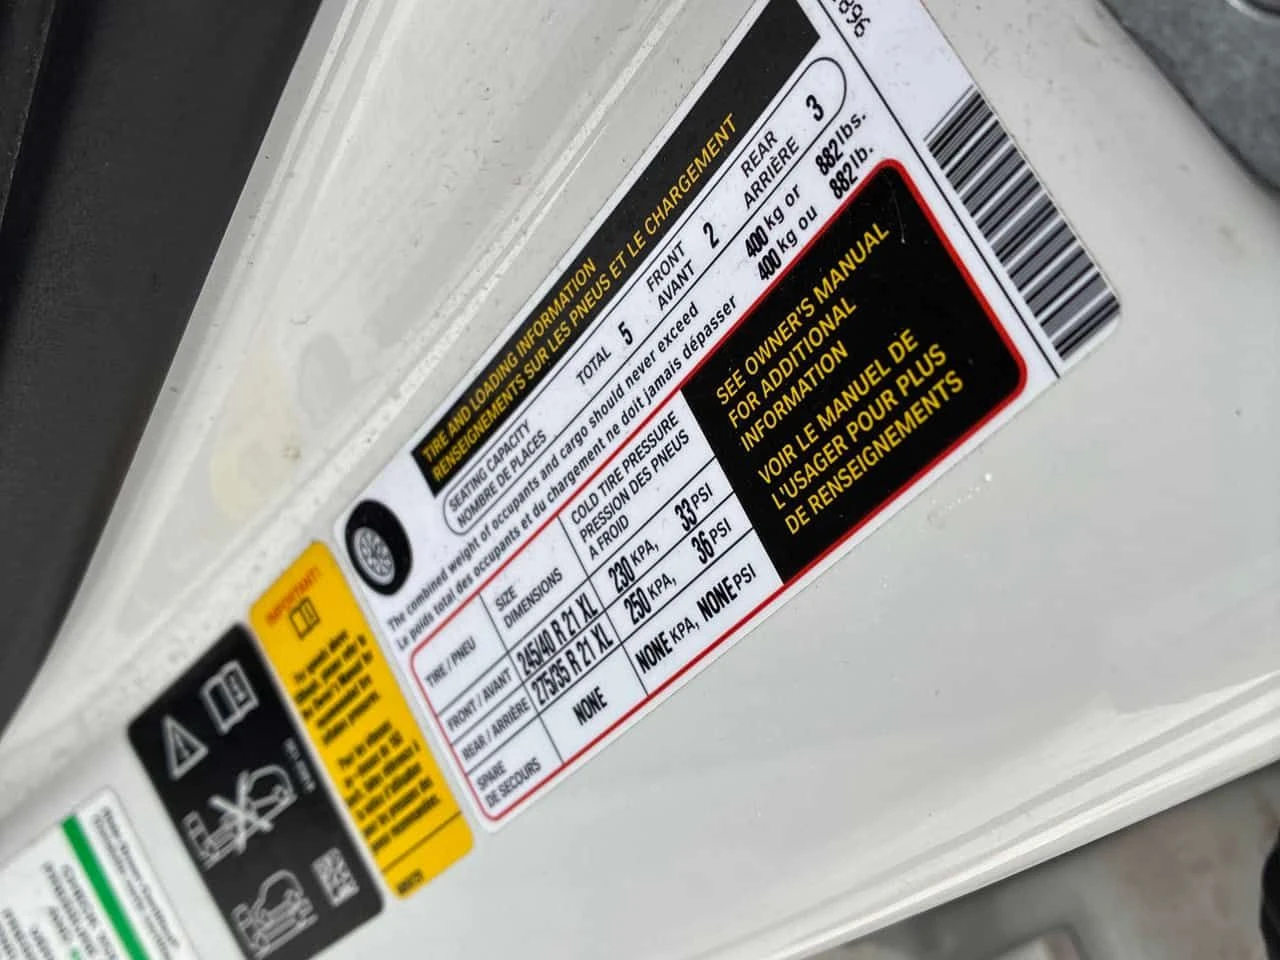 896
TIRE AND LOADING INFORMATION
RENSEIGNEMENTS SUR LES PNEUS ET LE CHARGEMENT
SEATING CAPACITY
NOMBRE DE PLACES
TOTAL 5
FRONT
AVANT
2
REAR
ARRIÈRE
3
The combined weight of occupants and cargo should never exceed 400 kg or 882 lbs.
Le poids total des occupants et du chargement ne doit jamais dépasser 400 kg ou 882 lb.
TIRE / PNEU
SIZE
DIMENSIONS
COLD TIRE PRESSURE
PRESSION DES PNEUS
A FROID
FRONT / AVANT 245/40 R 21 XL 230 KPA, 33 PSI
REAR / ARRIÈRE 275/35 R 21 XL 250 KPA, 36 PSI
SPARE
DE SECOURS
NONE NONE KPA, NONE PSI
SEE OWNER'S MANUAL
FOR ADDITIONAL
INFORMATION
VOIR LE MANUEL DE
L'USAGER POUR PLUS
DE RENSEIGNEMENTS
IMPORTANT!